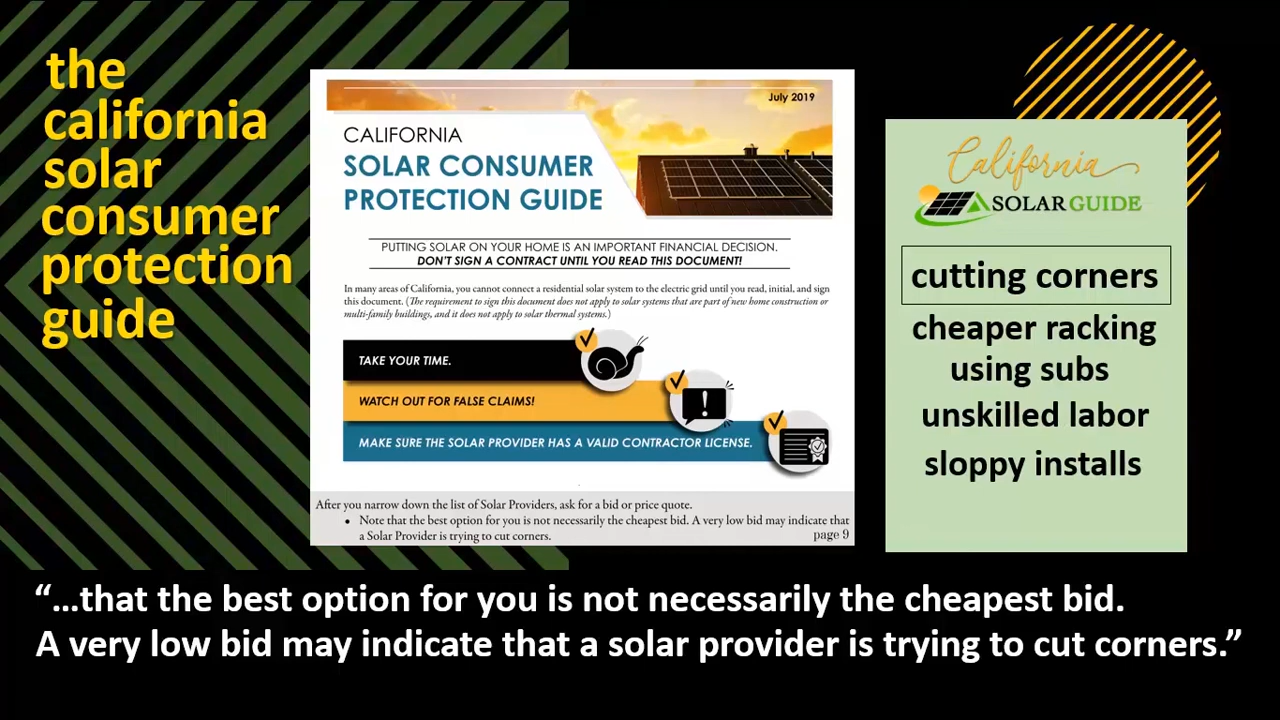 the
california
solar
consumer
protection
guide
July 2019
CALIFORNIA
SOLAR CONSUMER
PROTECTION GUIDE
PUTTING SOLAR ON YOUR HOME IS AN IMPORTANT FINANCIAL DECISION.
DON'T SIGN A CONTRACT UNTIL YOU READ THIS DOCUMENT!
In many areas of California, you cannot connect a residential solar system to the electric grid until you read, initial, and sign
this document. (The requirement to sign this document does not apply to solar systems that are part of new home construction or
multi-family buildings, and it does not apply to solar thermal systems.)
TAKE YOUR TIME.
WATCH OUT FOR FALSE CLAIMS!
MAKE SURE THE SOLAR PROVIDER HAS A VALID CONTRACTOR LICENSE.
After you narrow down the list of Solar Providers, ask for a bid or price quote.
• Note that the best option for you is not necessarily the cheapest bid. A very low bid may indicate that
a Solar Provider is trying to cut corners.
page 9
California
SOLAR GUIDE
cutting corners
cheaper racking
using subs
unskilled labor
sloppy installs
“...that the best option for you is not necessarily the cheapest bid.
A very low bid may indicate that a solar provider is trying to cut corners.”